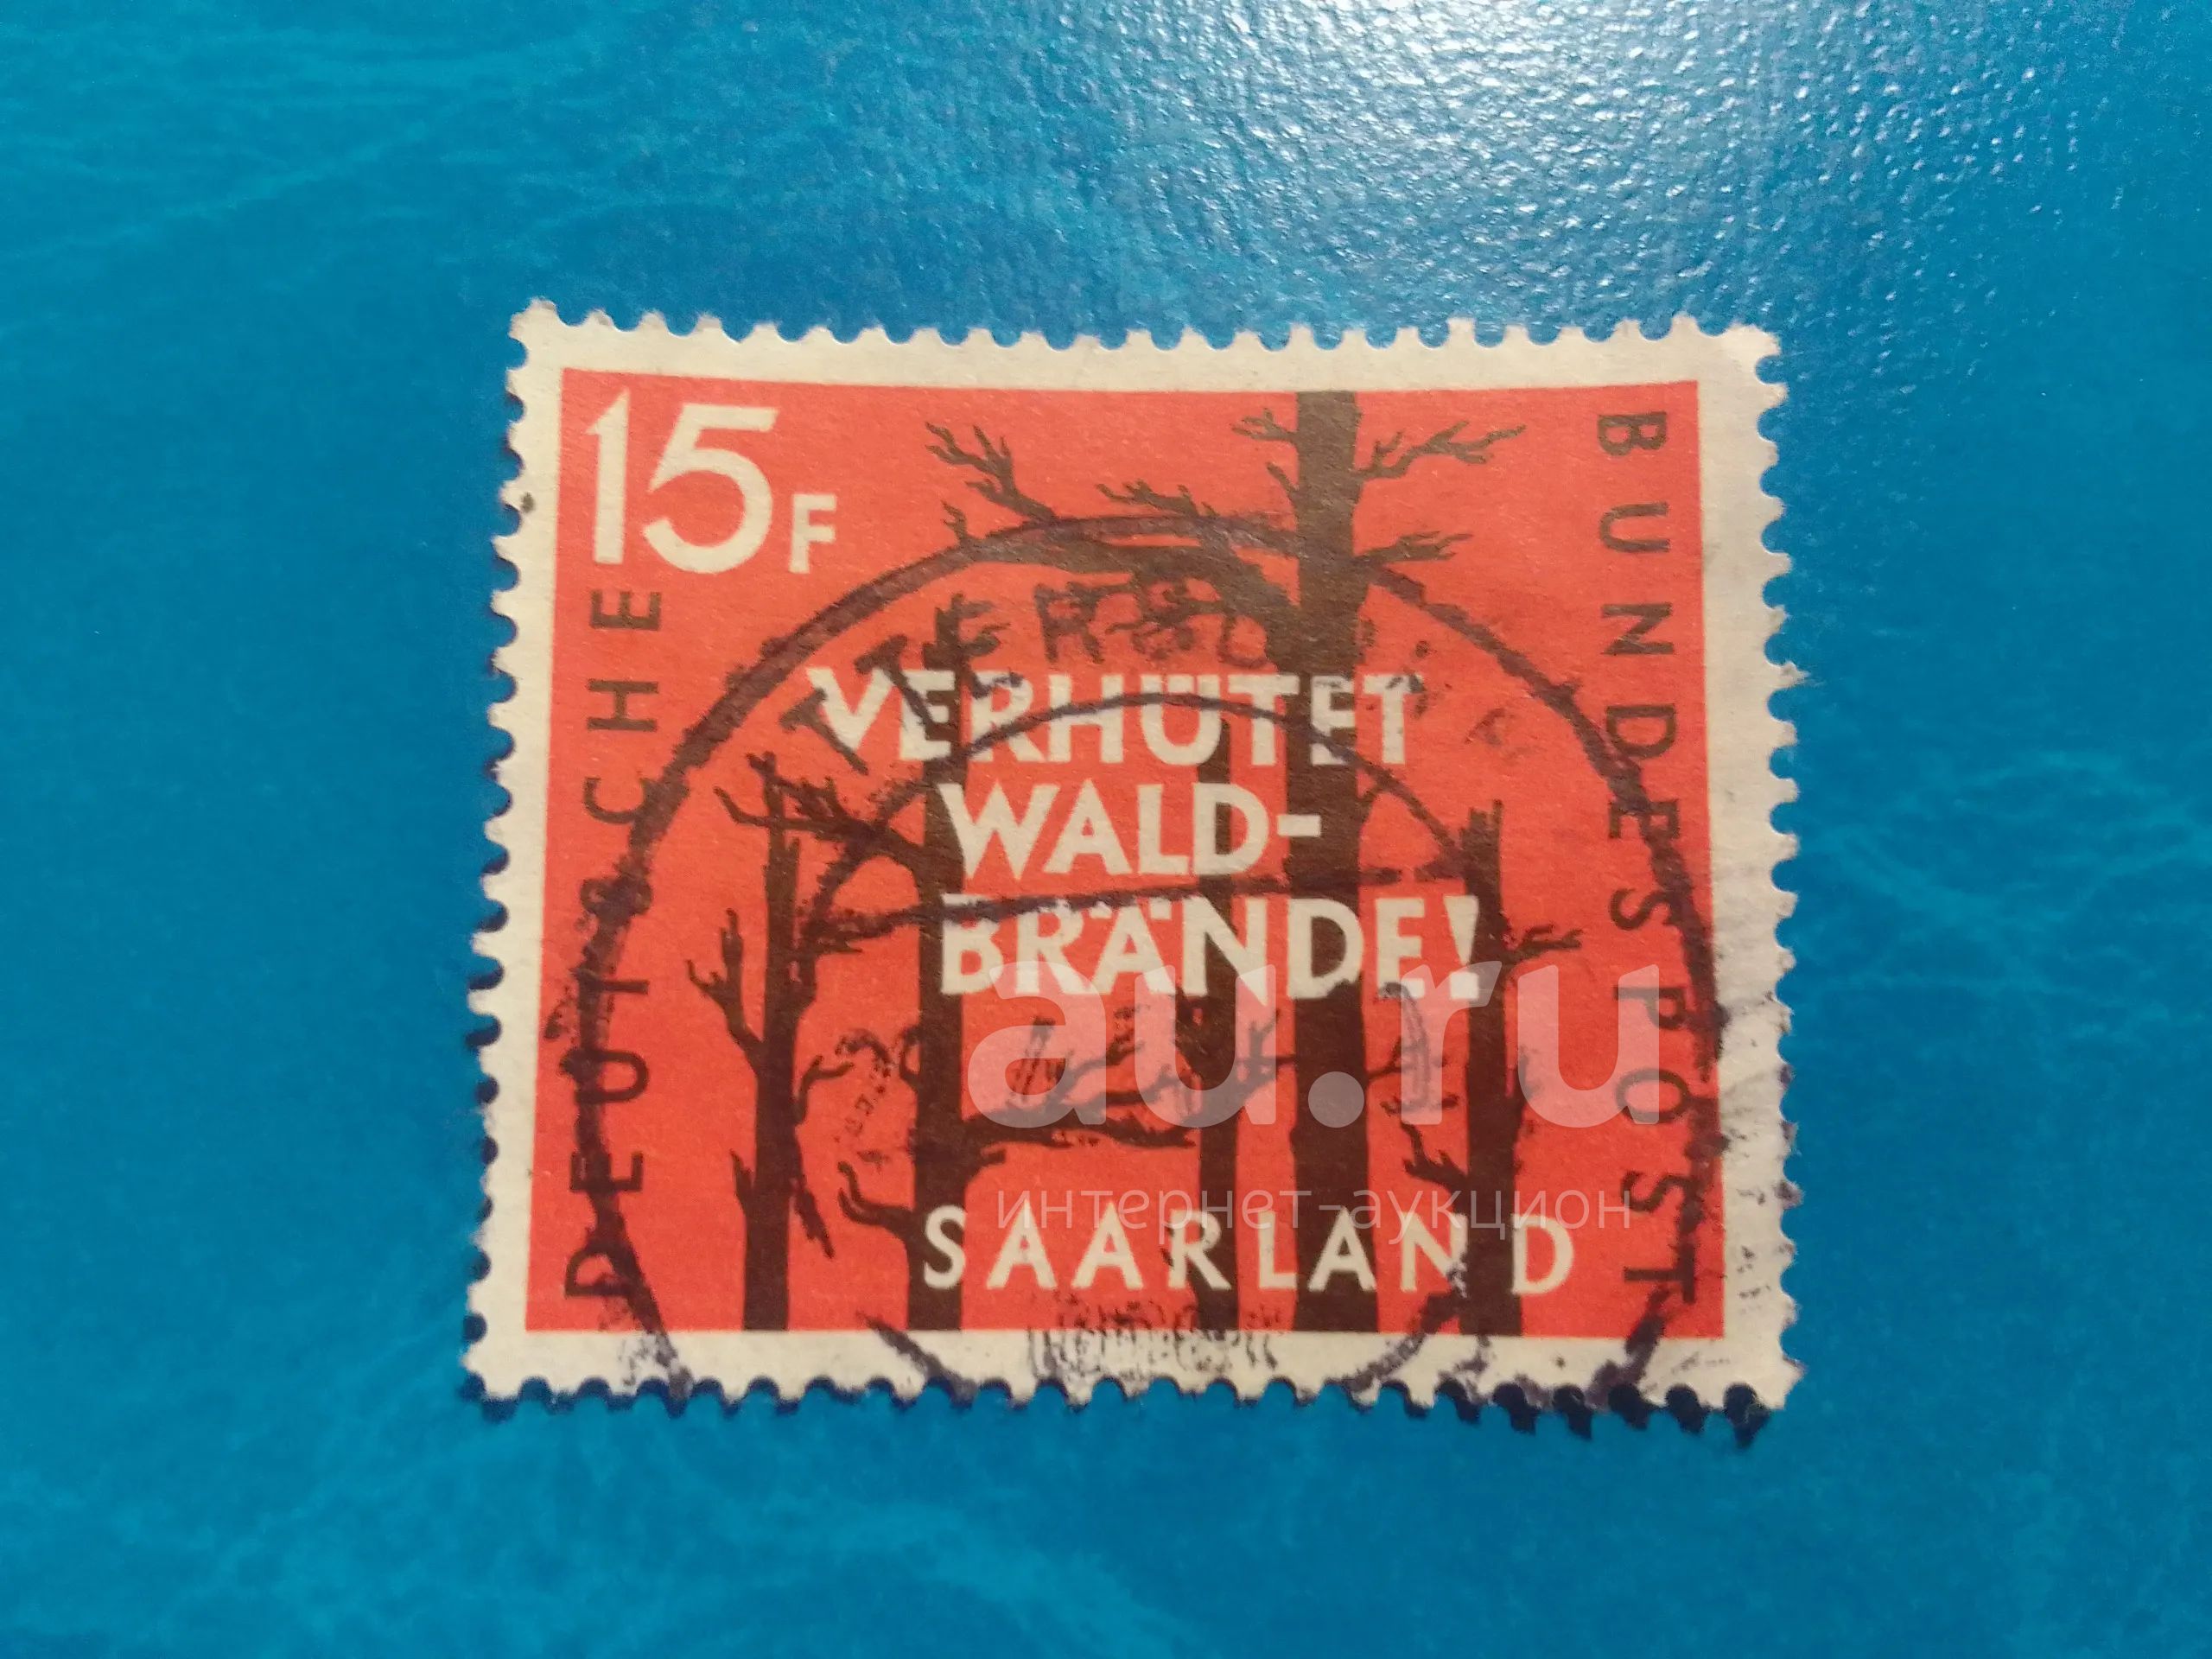 15F
DEUTSCHE
BUNDESPOST
VERHÜTET
WALD-
BRÄNDE!
SAARLAND
au.ru
интернет-аукцион